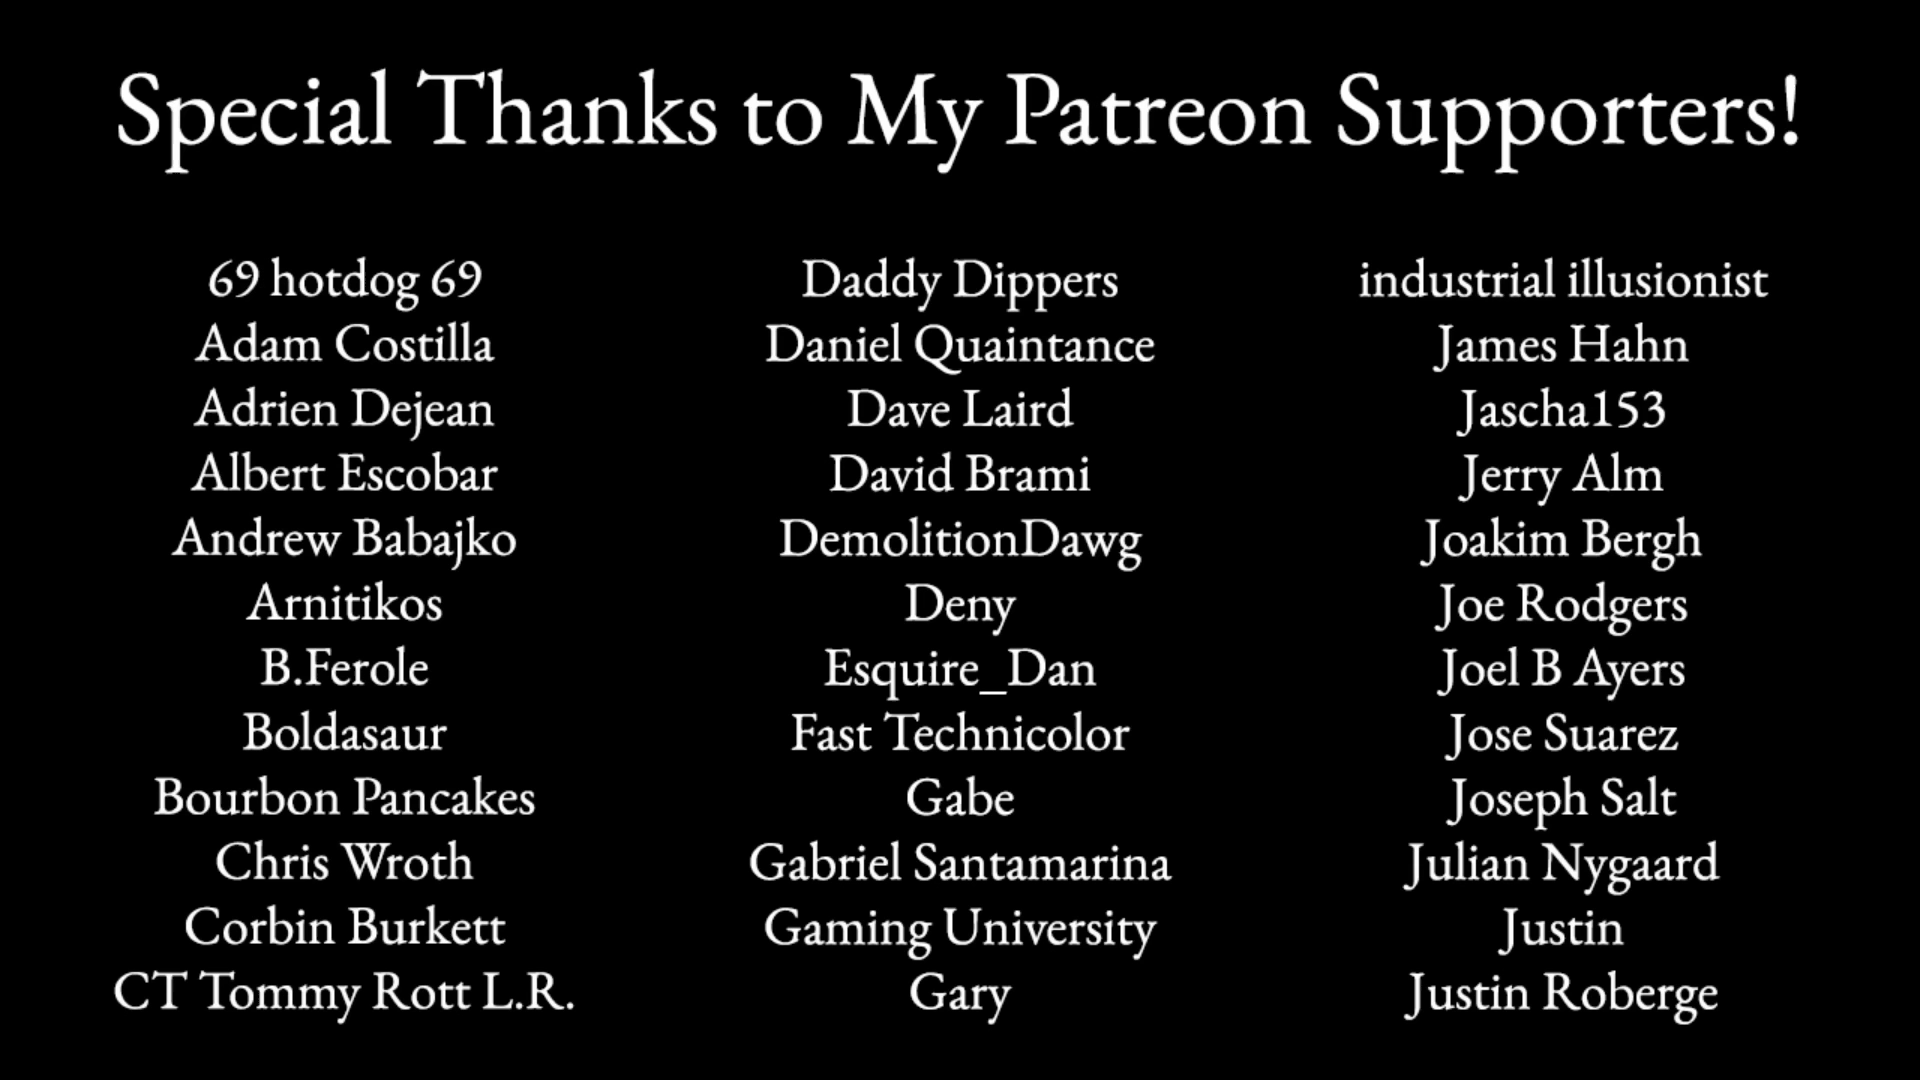 Special Thanks to My Patreon Supporters!
69 hotdog 69
Adam Costilla
Adrien Dejean
Albert Escobar
Andrew Babajko
Arnitikos
B.Ferole
Boldasaur
Bourbon Pancakes
Chris Wroth
Corbin Burkett
CT Tommy Rott L.R.
Daddy Dippers
Daniel Quaintance
Dave Laird
David Brami
DemolitionDawg
Deny
Esquire_Dan
Fast Technicolor
Gabe
Gabriel Santamarina
Gaming University
Gary
industrial illusionist
James Hahn
Jascha153
Jerry Alm
Joakim Bergh
Joe Rodgers
Joel B Ayers
Jose Suarez
Joseph Salt
Julian Nygaard
Justin
Justin Roberge